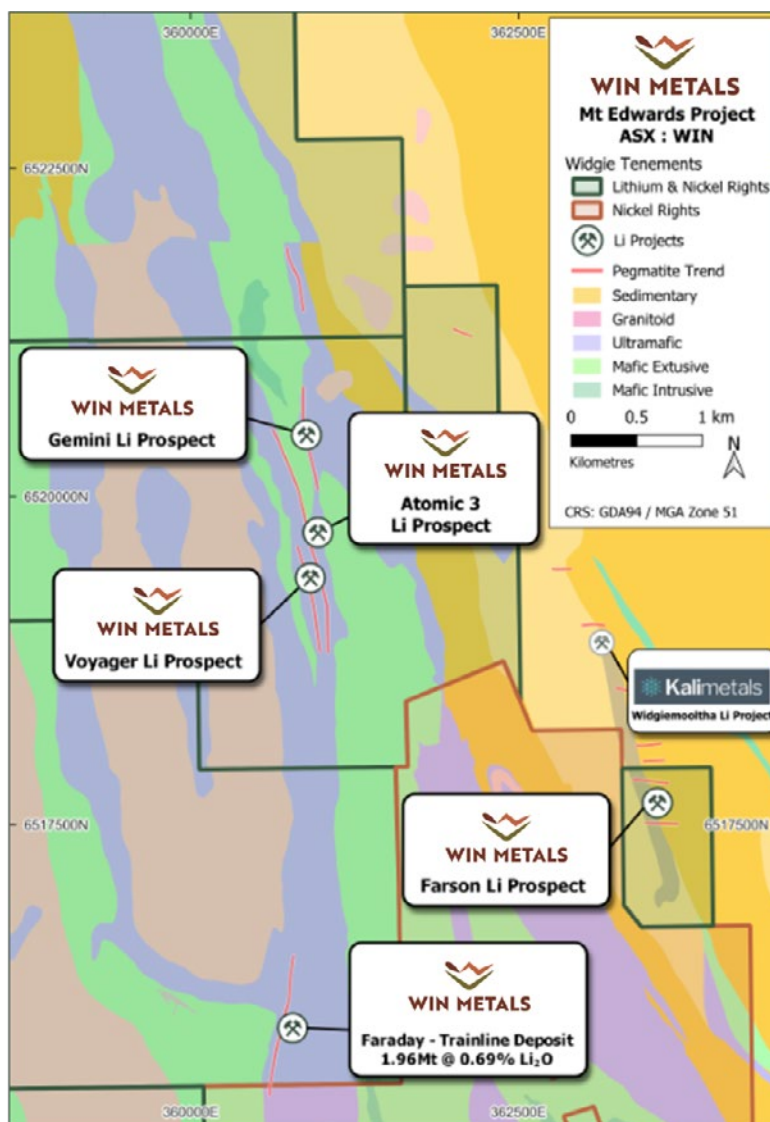 360000E
362500E
WIN METALS
Mt Edwards Project
ASX : WIN
Widgie Tenements
Lithium & Nickel Rights
Nickel Rights
Li Projects
Pegmatite Trend
Sedimentary
Granitoid
Ultramafic
Mafic Extusive
Mafic Intrusive
0 0.5 1 km
Kilometres
N
CRS: GDA94 / MGA Zone 51
6522500N
WIN METALS
Gemini Li Prospect
WIN METALS
Atomic 3
Li Prospect
6520000N
WIN METALS
Voyager Li Prospect
Kalimetals
Widgiemooltha Li Project
6517500N
6517500N
WIN METALS
Farson Li Prospect
WIN METALS
Faraday - Trainline Deposit
1.96Mt @ 0.69% Li₂O
360000E
362500E